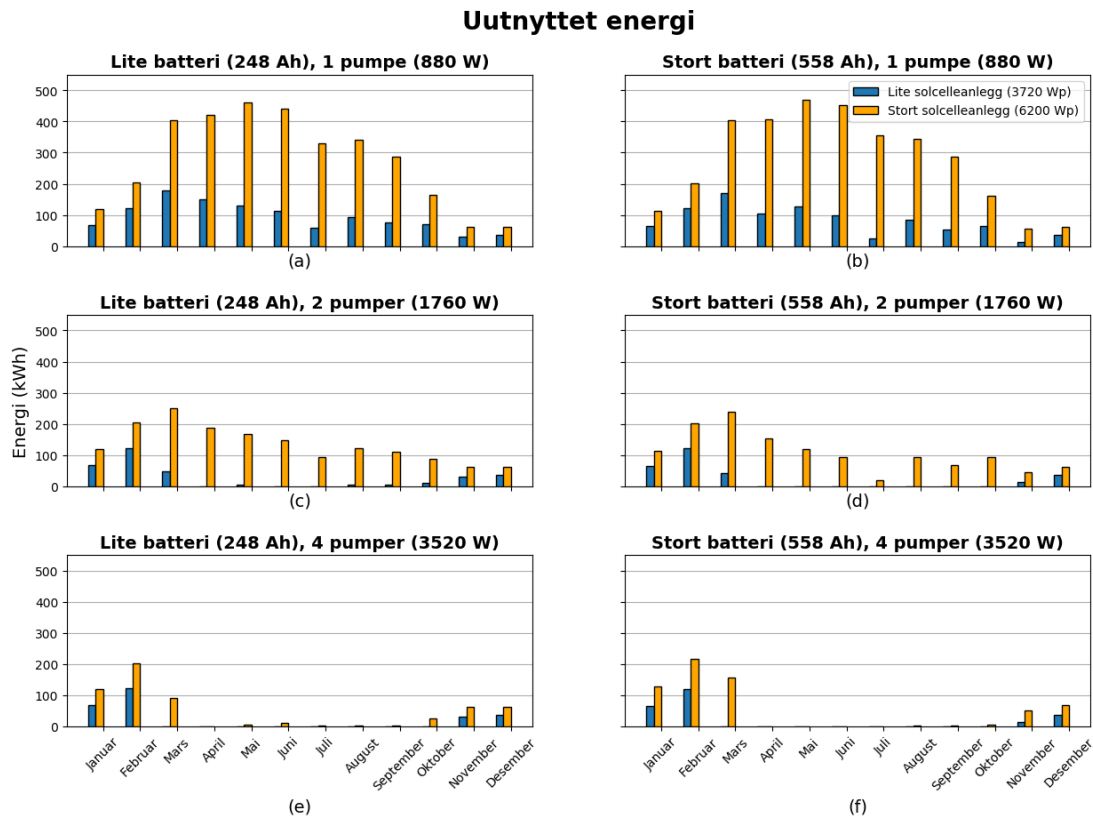 Uutnyttet energi
Lite batteri (248 Ah), 1 pumpe (880 W)
500
400
300
200
100
0
(a)
Stort batteri (558 Ah), 1 pumpe (880 W)
Lite solcelleanlegg (3720 Wp)
Stort solcelleanlegg (6200 Wp)
(b)
Energi (kWh)
Lite batteri (248 Ah), 2 pumper (1760 W)
500
400
300
200
100
0
(c)
Stort batteri (558 Ah), 2 pumper (1760 W)
(d)
Lite batteri (248 Ah), 4 pumper (3520 W)
500
400
300
200
100
0
Januar
Februar
Mars
April
Mai
Juni
Juli
August
September
Oktober
November
Desember
(e)
Stort batteri (558 Ah), 4 pumper (3520 W)
Januar
Februar
Mars
April
Mai
Juni
Juli
August
September
Oktober
November
Desember
(f)